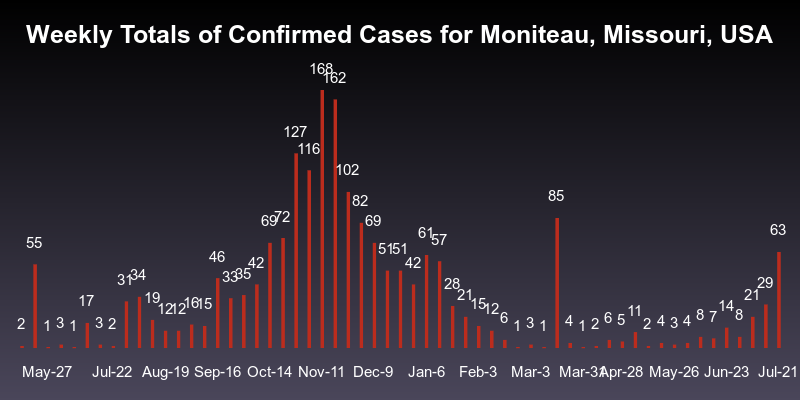 Weekly Totals of Confirmed Cases for Moniteau, Missouri, USA
2 55 1 3 1 17 3 2 31 34 19 12 12 16 15 46 33 35 42 69 72 127 116 168 162 102 82 69 51 51 42 61 57 28 21 15 12 6 1 3 1 85 4 1 2 6 5 11 2 4 3 4 8 7 14 8 21 29 63
May-27 Jul-22 Aug-19 Sep-16 Oct-14 Nov-11 Dec-9 Jan-6 Feb-3 Mar-3 Mar-31 Apr-28 May-26 Jun-23 Jul-21